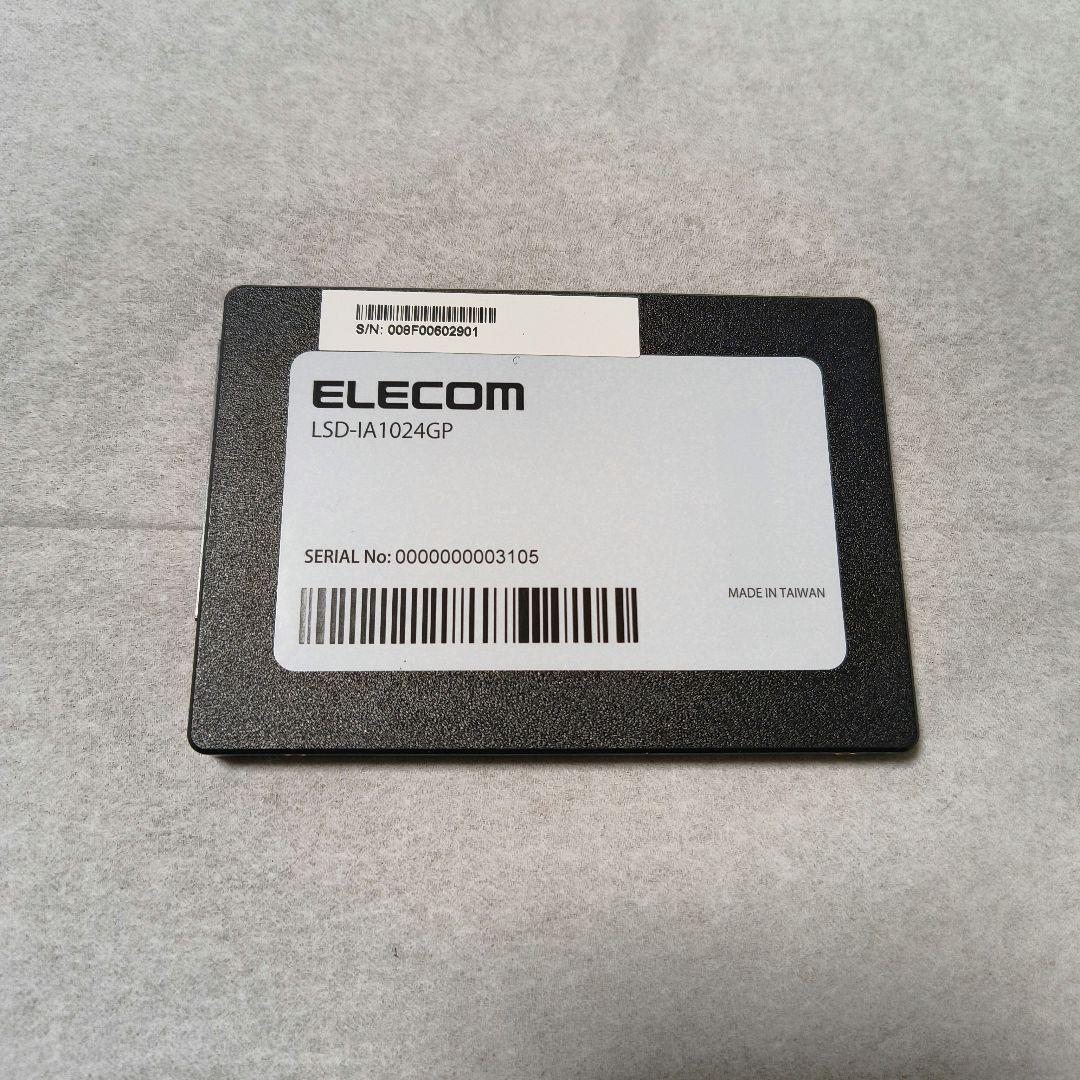 S/N: 008F00602901
ELECOM
LSD-IA1024GP
SERIAL No: 0000000003105
MADE IN TAIWAN